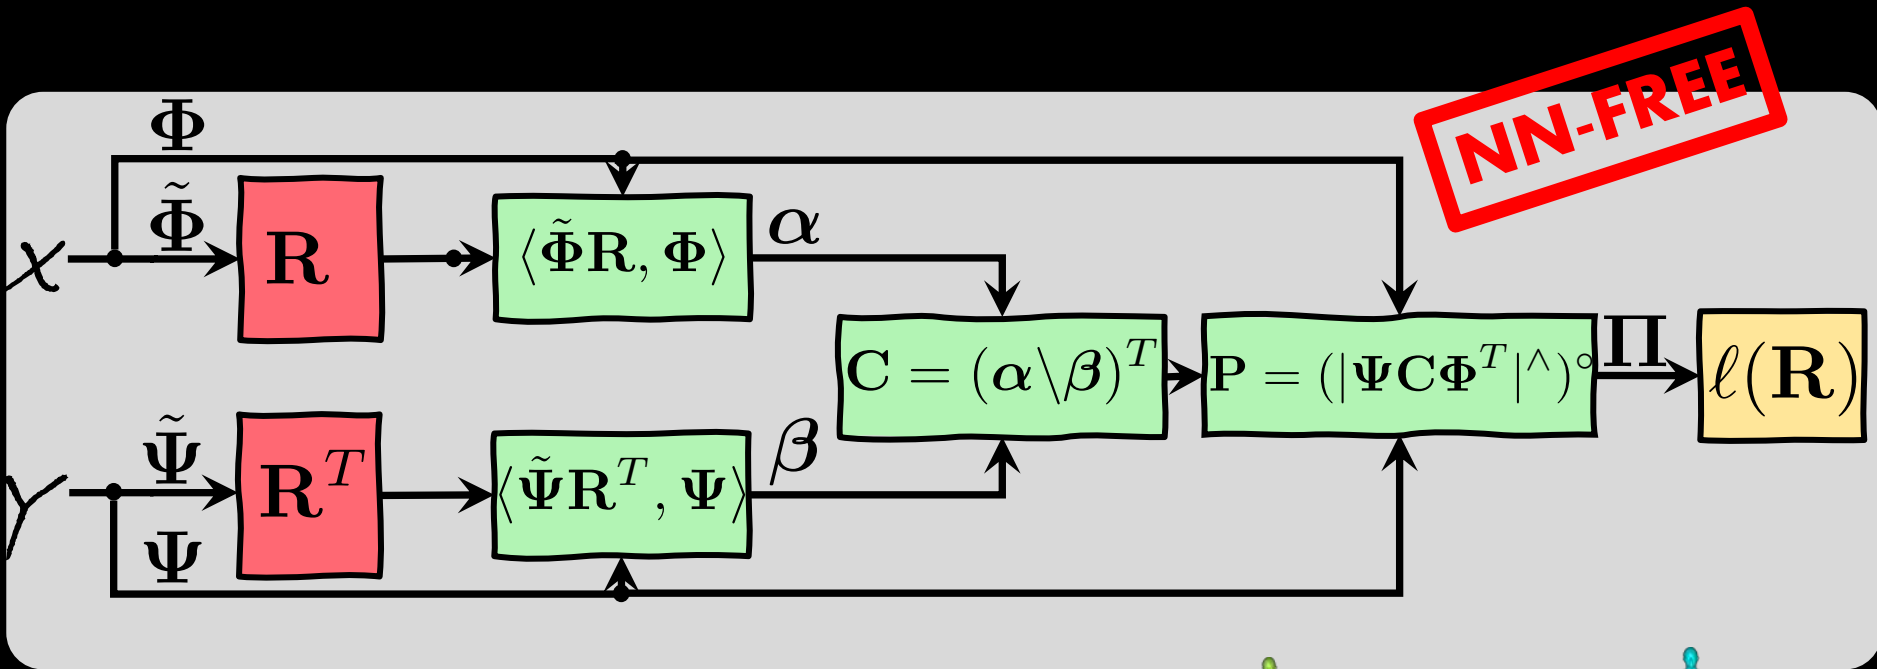 NN-FREE
Φ
Φ̃
χ
R
⟨Φ̃R, Φ⟩
α
C = (α\β)^T
P = (|ΨCΦ^T|^∧)^○
Π
ℓ(R)
Ψ̃
Y
R^T
⟨Ψ̃R^T, Ψ⟩
β
Ψ